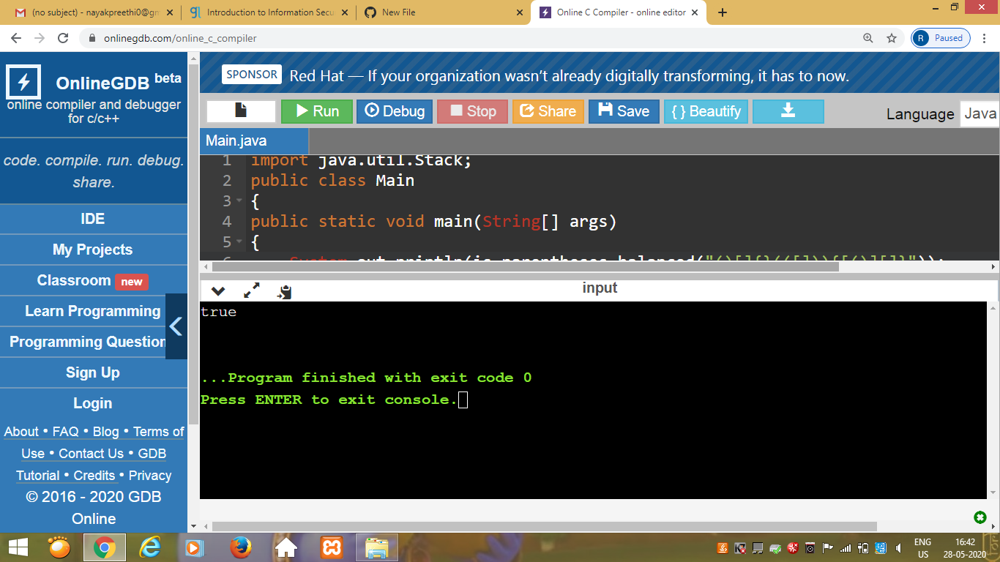 (no subject) - nayakpreethi0@gm
Introduction to Information Secu
New File
Online C Compiler - online editor
onlinegdb.com/online_c_compiler
R Paused
OnlineGDB beta
online compiler and debugger
for c/c++
code. compile. run. debug.
share.
IDE
My Projects
Classroom new
Learn Programming
Programming Question
Sign Up
Login
About • FAQ • Blog • Terms of
Use • Contact Us • GDB
Tutorial • Credits • Privacy
© 2016 - 2020 GDB
Online
SPONSOR Red Hat — If your organization wasn’t already digitally transforming, it has to now.
Run Debug Stop Share Save { } Beautify
Language Java
Main.java
1 import java.util.Stack;
2 public class Main
3 {
4 public static void main(String[] args)
5 {
6 System.out.println(is_parentheses_balanced("()[]{}(([])){[()][]}"));
input
true
...Program finished with exit code 0
Press ENTER to exit console.
ENG
US
16:42
28-05-2020